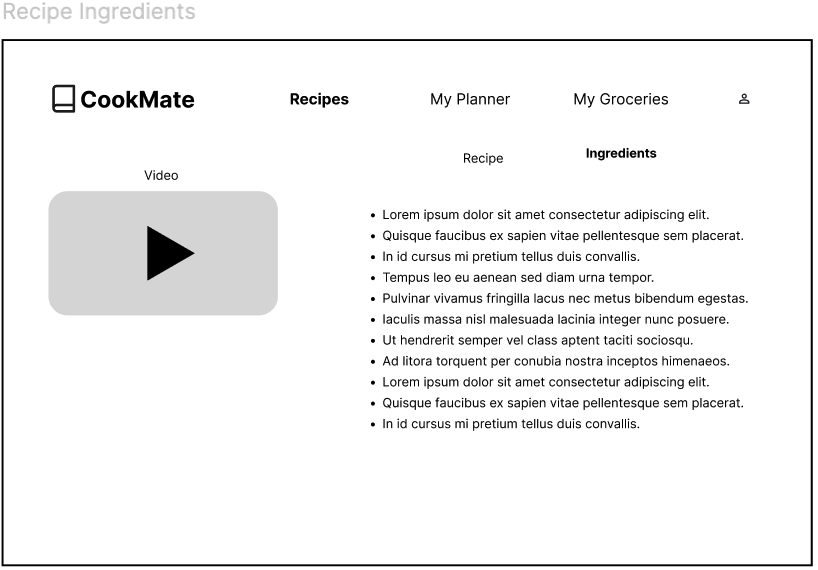 Recipe Ingredients
CookMate
Recipes
My Planner
My Groceries
Recipe
Ingredients
Video
• Lorem ipsum dolor sit amet consectetur adipiscing elit.
• Quisque faucibus ex sapien vitae pellentesque sem placerat.
• In id cursus mi pretium tellus duis convallis.
• Tempus leo eu aenean sed diam urna tempor.
• Pulvinar vivamus fringilla lacus nec metus bibendum egestas.
• Iaculis massa nisl malesuada lacinia integer nunc posuere.
• Ut hendrerit semper vel class aptent taciti sociosqu.
• Ad litora torquent per conubia nostra inceptos himenaeos.
• Lorem ipsum dolor sit amet consectetur adipiscing elit.
• Quisque faucibus ex sapien vitae pellentesque sem placerat.
• In id cursus mi pretium tellus duis convallis.